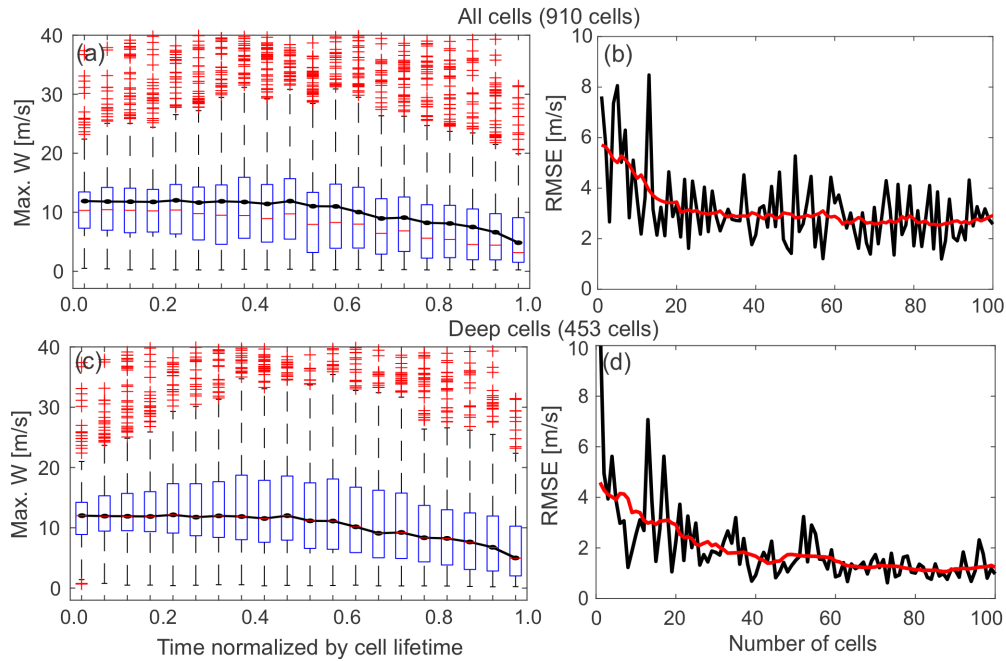 All cells (910 cells)
(a)
Max. W [m/s]
40
30
20
10
0
0.0 0.2 0.4 0.6 0.8 1.0
(b)
RMSE [m/s]
10
8
6
4
2
0
0 20 40 60 80 100
Deep cells (453 cells)
(c)
Max. W [m/s]
40
30
20
10
0
0.0 0.2 0.4 0.6 0.8 1.0
Time normalized by cell lifetime
(d)
RMSE [m/s]
10
8
6
4
2
0
0 20 40 60 80 100
Number of cells